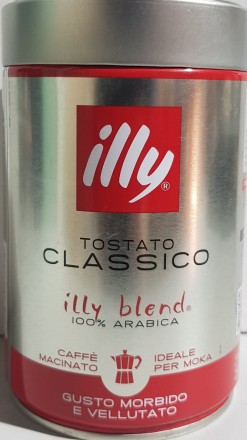 illy®
TOSTATO
CLASSICO
illy blend®
100% ARABICA
CAFFÈ MACINATO
IDEALE PER MOKA
GUSTO MORBIDO
E VELLUTATO